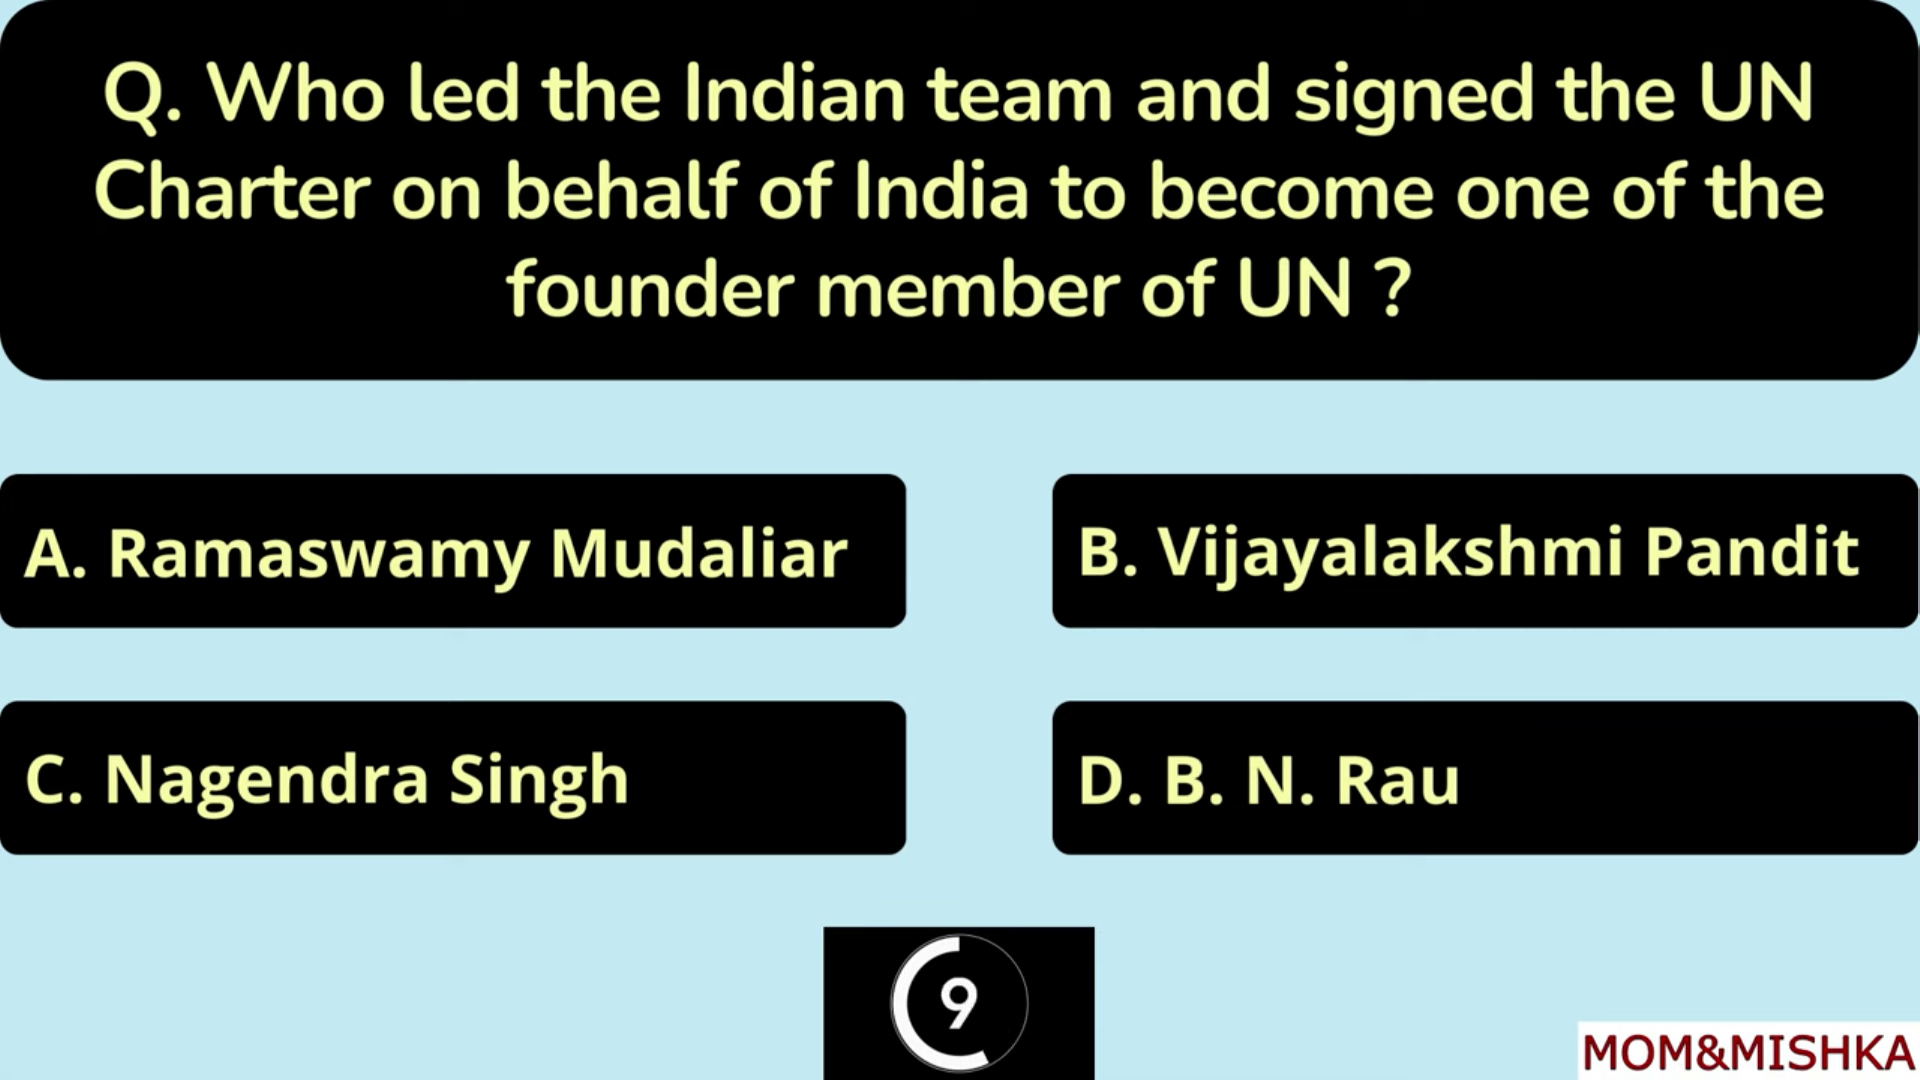 Q. Who led the Indian team and signed the UN
Charter on behalf of India to become one of the
founder member of UN ?
A. Ramaswamy Mudaliar
B. Vijayalakshmi Pandit
C. Nagendra Singh
D. B. N. Rau
9
MOM&MISHKA